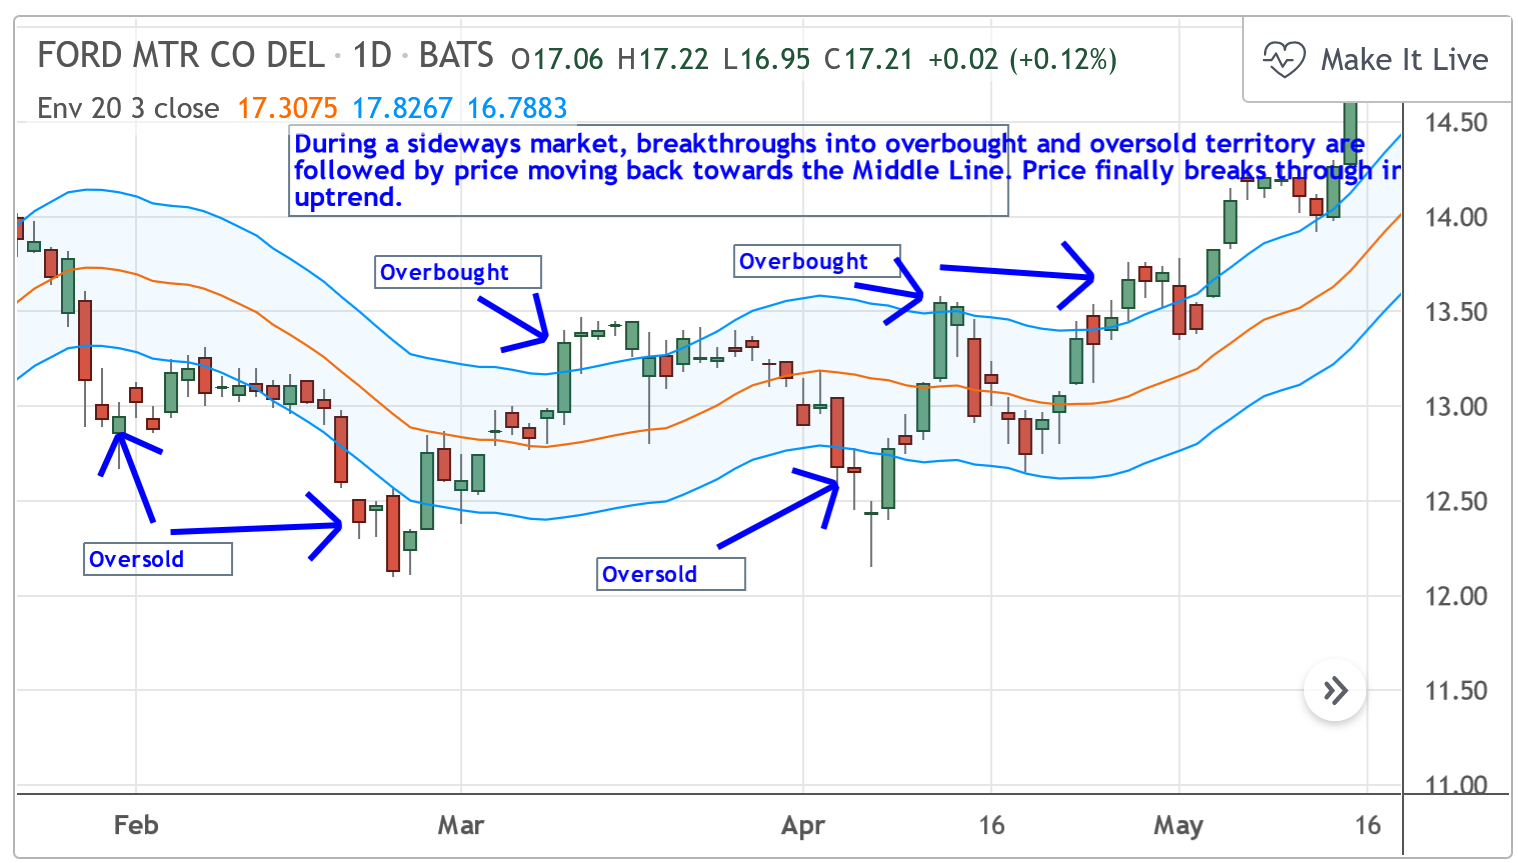 FORD MTR CO DEL · 1D · BATS O17.06 H17.22 L16.95 C17.21 +0.02 (+0.12%)
Make It Live
Env 20 3 close 17.3075 17.8267 16.7883
During a sideways market, breakthroughs into overbought and oversold territory are
followed by price moving back towards the Middle Line. Price finally breaks through in
uptrend.
Overbought
Overbought
Oversold
Oversold
14.50
14.00
13.50
13.00
12.50
12.00
11.50
11.00
Feb Mar Apr 16 May 16